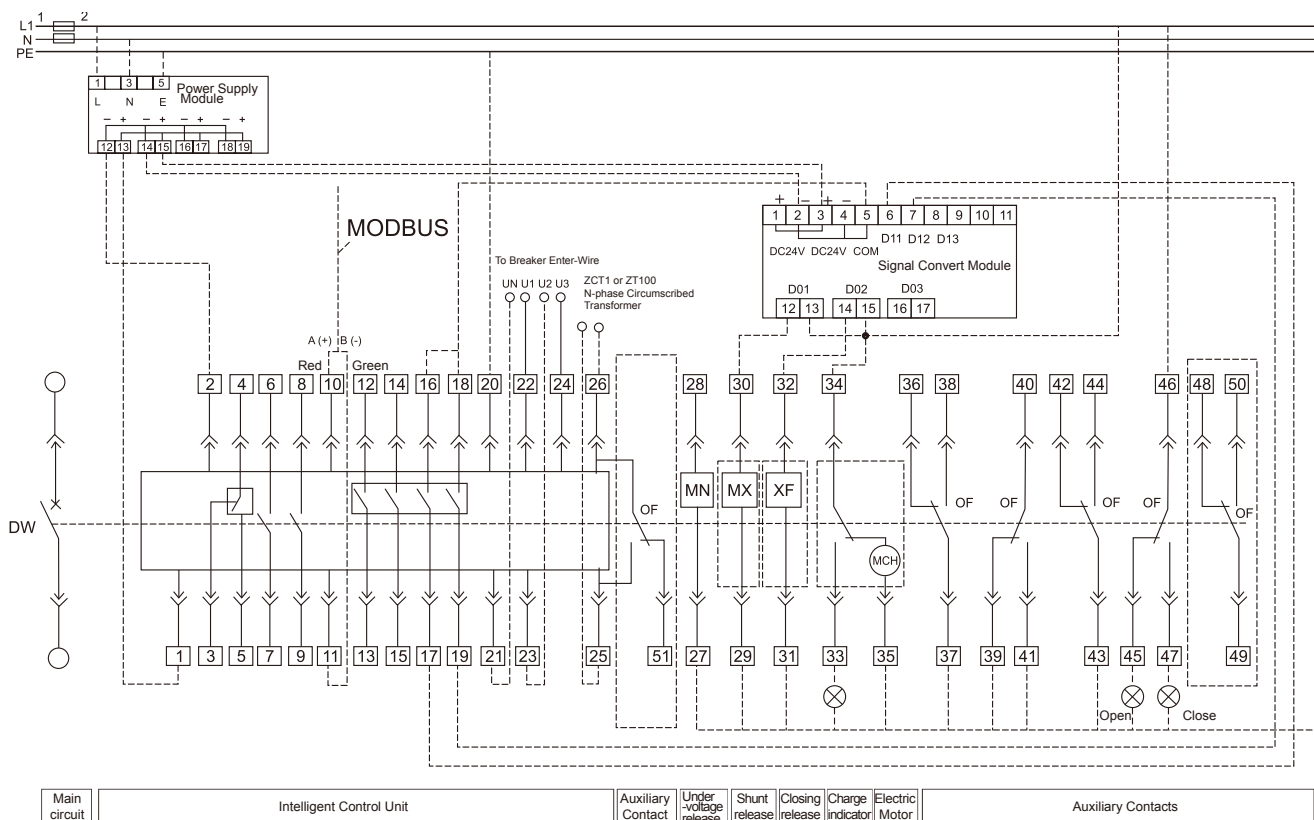 1 2
L1
N
PE
1 3 5
L N E
Power Supply
Module
− + − + − + − +
12 13 14 15 16 17 18 19
MODBUS
+ − + −
1 2 3 4 5 6 7 8 9 10 11
DC24V DC24V COM D11 D12 D13
Signal Convert Module
D01 D02 D03
12 13 14 15 16 17
To Breaker Enter-Wire
UN U1 U2 U3
ZCT1 or ZT100
N-phase Circumscribed
Transformer
A (+) B (-)
Red Green
2 4 6 8 10 12 14 16 18 20 22 24 26 28 30 32 34 36 38 40 42 44 46 48 50
MN MX XF
OF OF OF OF OF OF
DW
MCH
1 3 5 7 9 11 13 15 17 19 21 23 25 51 27 29 31 33 35 37 39 41 43 45 47 49
Open Close
Main
circuit
Intelligent Control Unit
Auxiliary
Contact
Under
-voltage
release
Shunt
release
Closing
release
Charge
indicator
Electric
Motor
Auxiliary Contacts